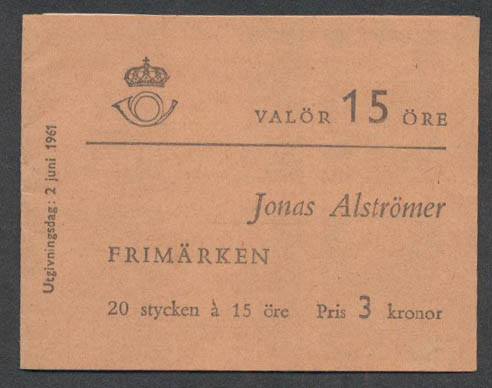 VALÖR 15 ÖRE
Jonas Alströmer
FRIMÄRKEN
20 stycken à 15 öre Pris 3 kronor
Utgivningsdag: 2 juni 1961